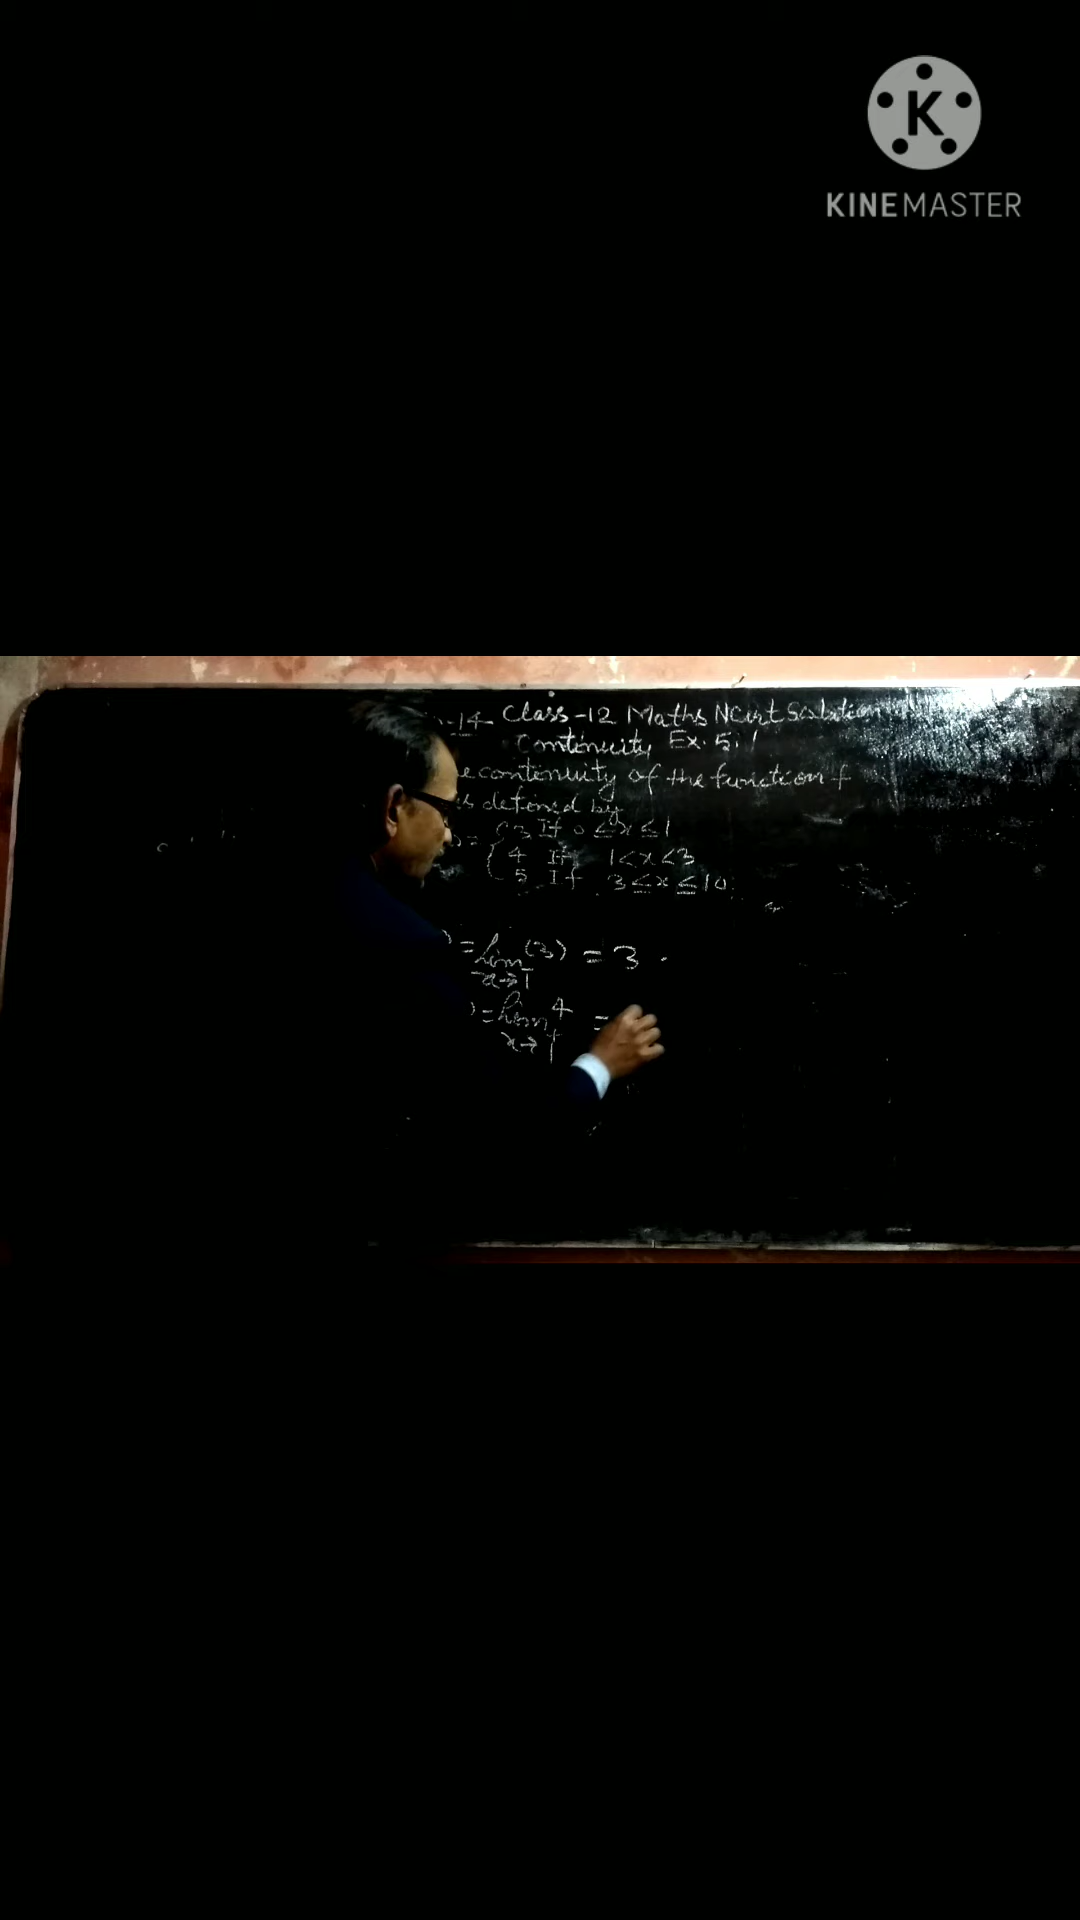 K
KINEMASTER
-14 Class-12 Maths NCert Solution
Continuity Ex. 5.1
e continuity of the function f
is defined by
= { 3 If 0 ≤ x ≤ 1
4 If 1 < x < 3
5 If 3 ≤ x ≤ 10
) = lim (3) = 3 .
x→1⁻
) = lim 4 =
x→1⁺